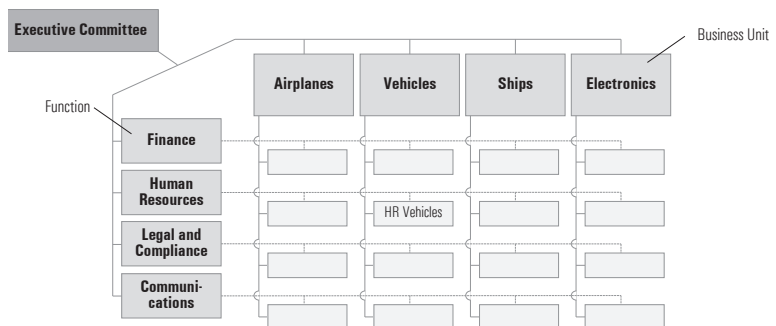 Executive Committee
Business Unit
Airplanes
Vehicles
Ships
Electronics
Function
Finance
Human
Resources
HR Vehicles
Legal and
Compliance
Communi-
cations